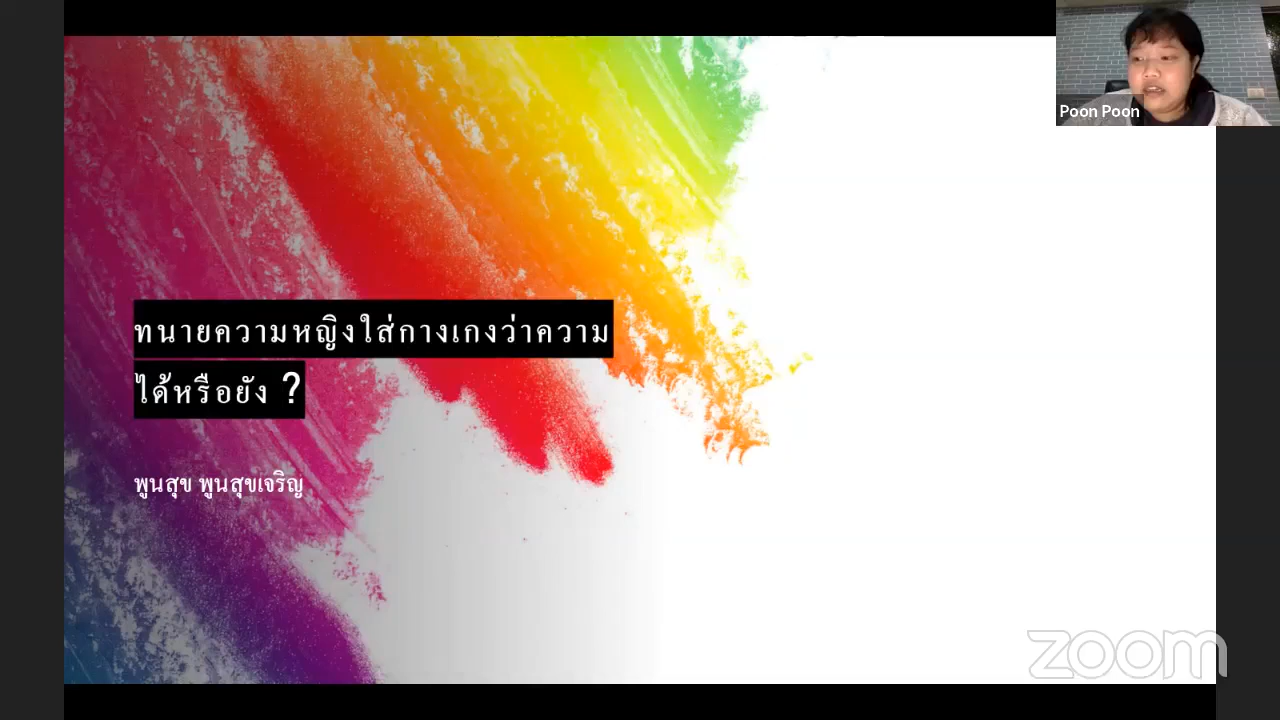 Poon Poon
ทนายความหญิงใส่กางเกงว่าความ
ได้หรือยัง ?
พูนสุข พูนสุขเจริญ
zoom